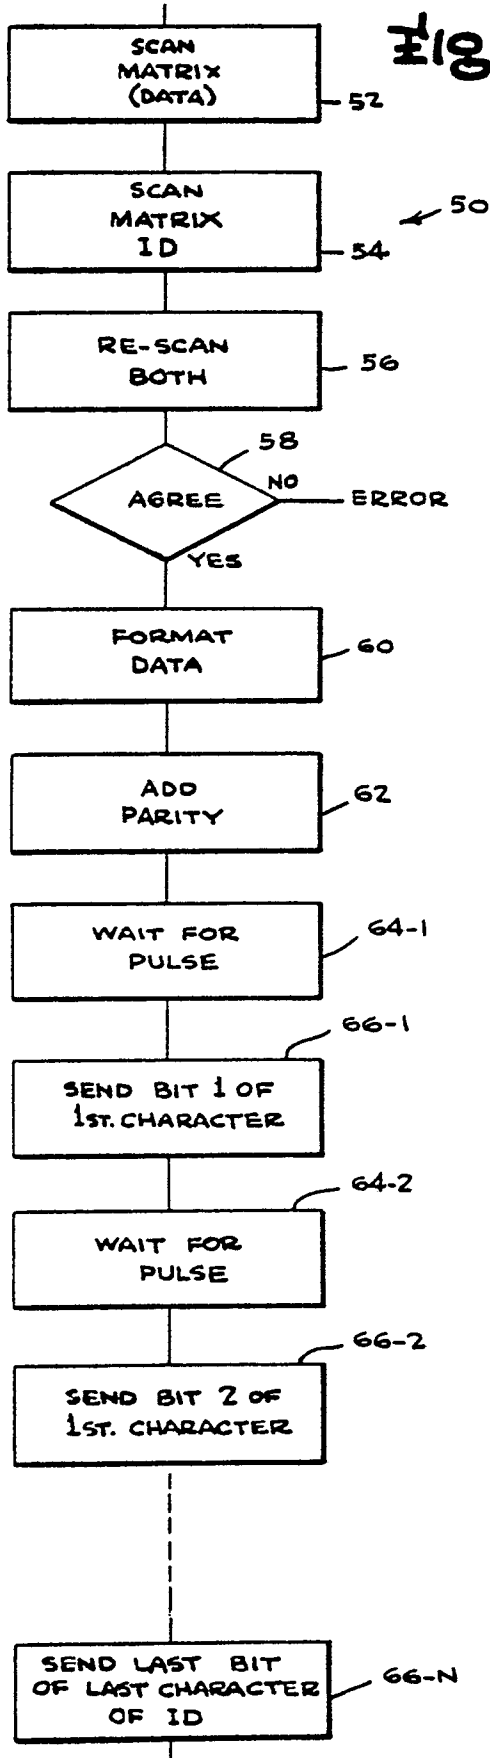 Fig
SCAN
MATRIX
(DATA)
52
SCAN
MATRIX
ID
54
50
RE-SCAN
BOTH
56
58
AGREE
NO
ERROR
YES
FORMAT
DATA
60
ADD
PARITY
62
WAIT FOR
PULSE
64-1
66-1
SEND BIT 1 OF
1ST. CHARACTER
64-2
WAIT FOR
PULSE
66-2
SEND BIT 2 OF
1ST. CHARACTER
SEND LAST BIT
OF LAST CHARACTER
OF ID
66-N